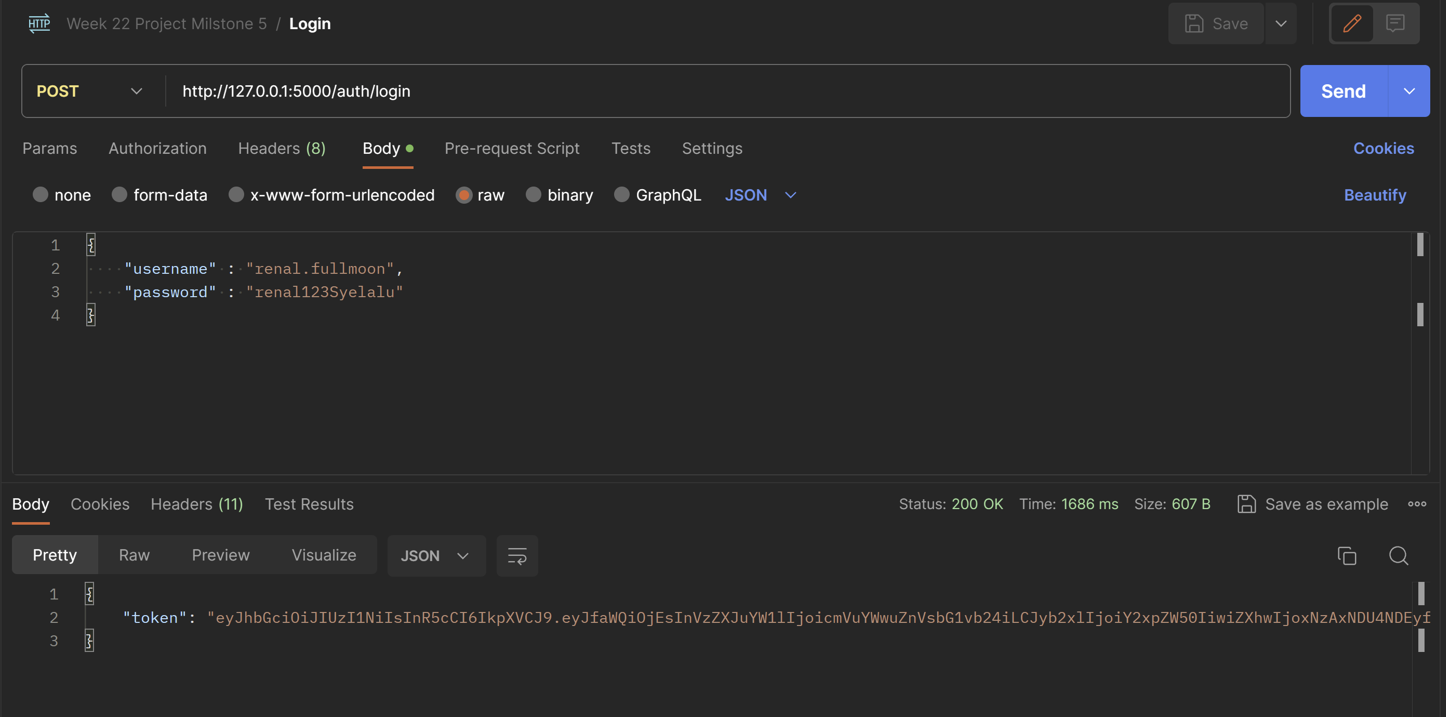 HTTP Week 22 Project Milstone 5 / Login Save
POST http://127.0.0.1:5000/auth/login Send
Params Authorization Headers (8) Body Pre-request Script Tests Settings Cookies
none form-data x-www-form-urlencoded raw binary GraphQL JSON Beautify
1 {
2 "username" : "renal.fullmoon",
3 "password" : "renal123Syelalu"
4 }
Body Cookies Headers (11) Test Results Status: 200 OK Time: 1686 ms Size: 607 B Save as example
Pretty Raw Preview Visualize JSON
1 {
2 "token": "eyJhbGciOiJIUzI1NiIsInR5cCI6IkpXVCJ9.eyJfaWQiOjEsInVzZXJuYW1lIjoicmVuYWwuZnVsbG1vb24iLCJyb2xlIjoiY2xpZW50IiwiZXhwIjoxNzAxNDU4NDEyf
3 }